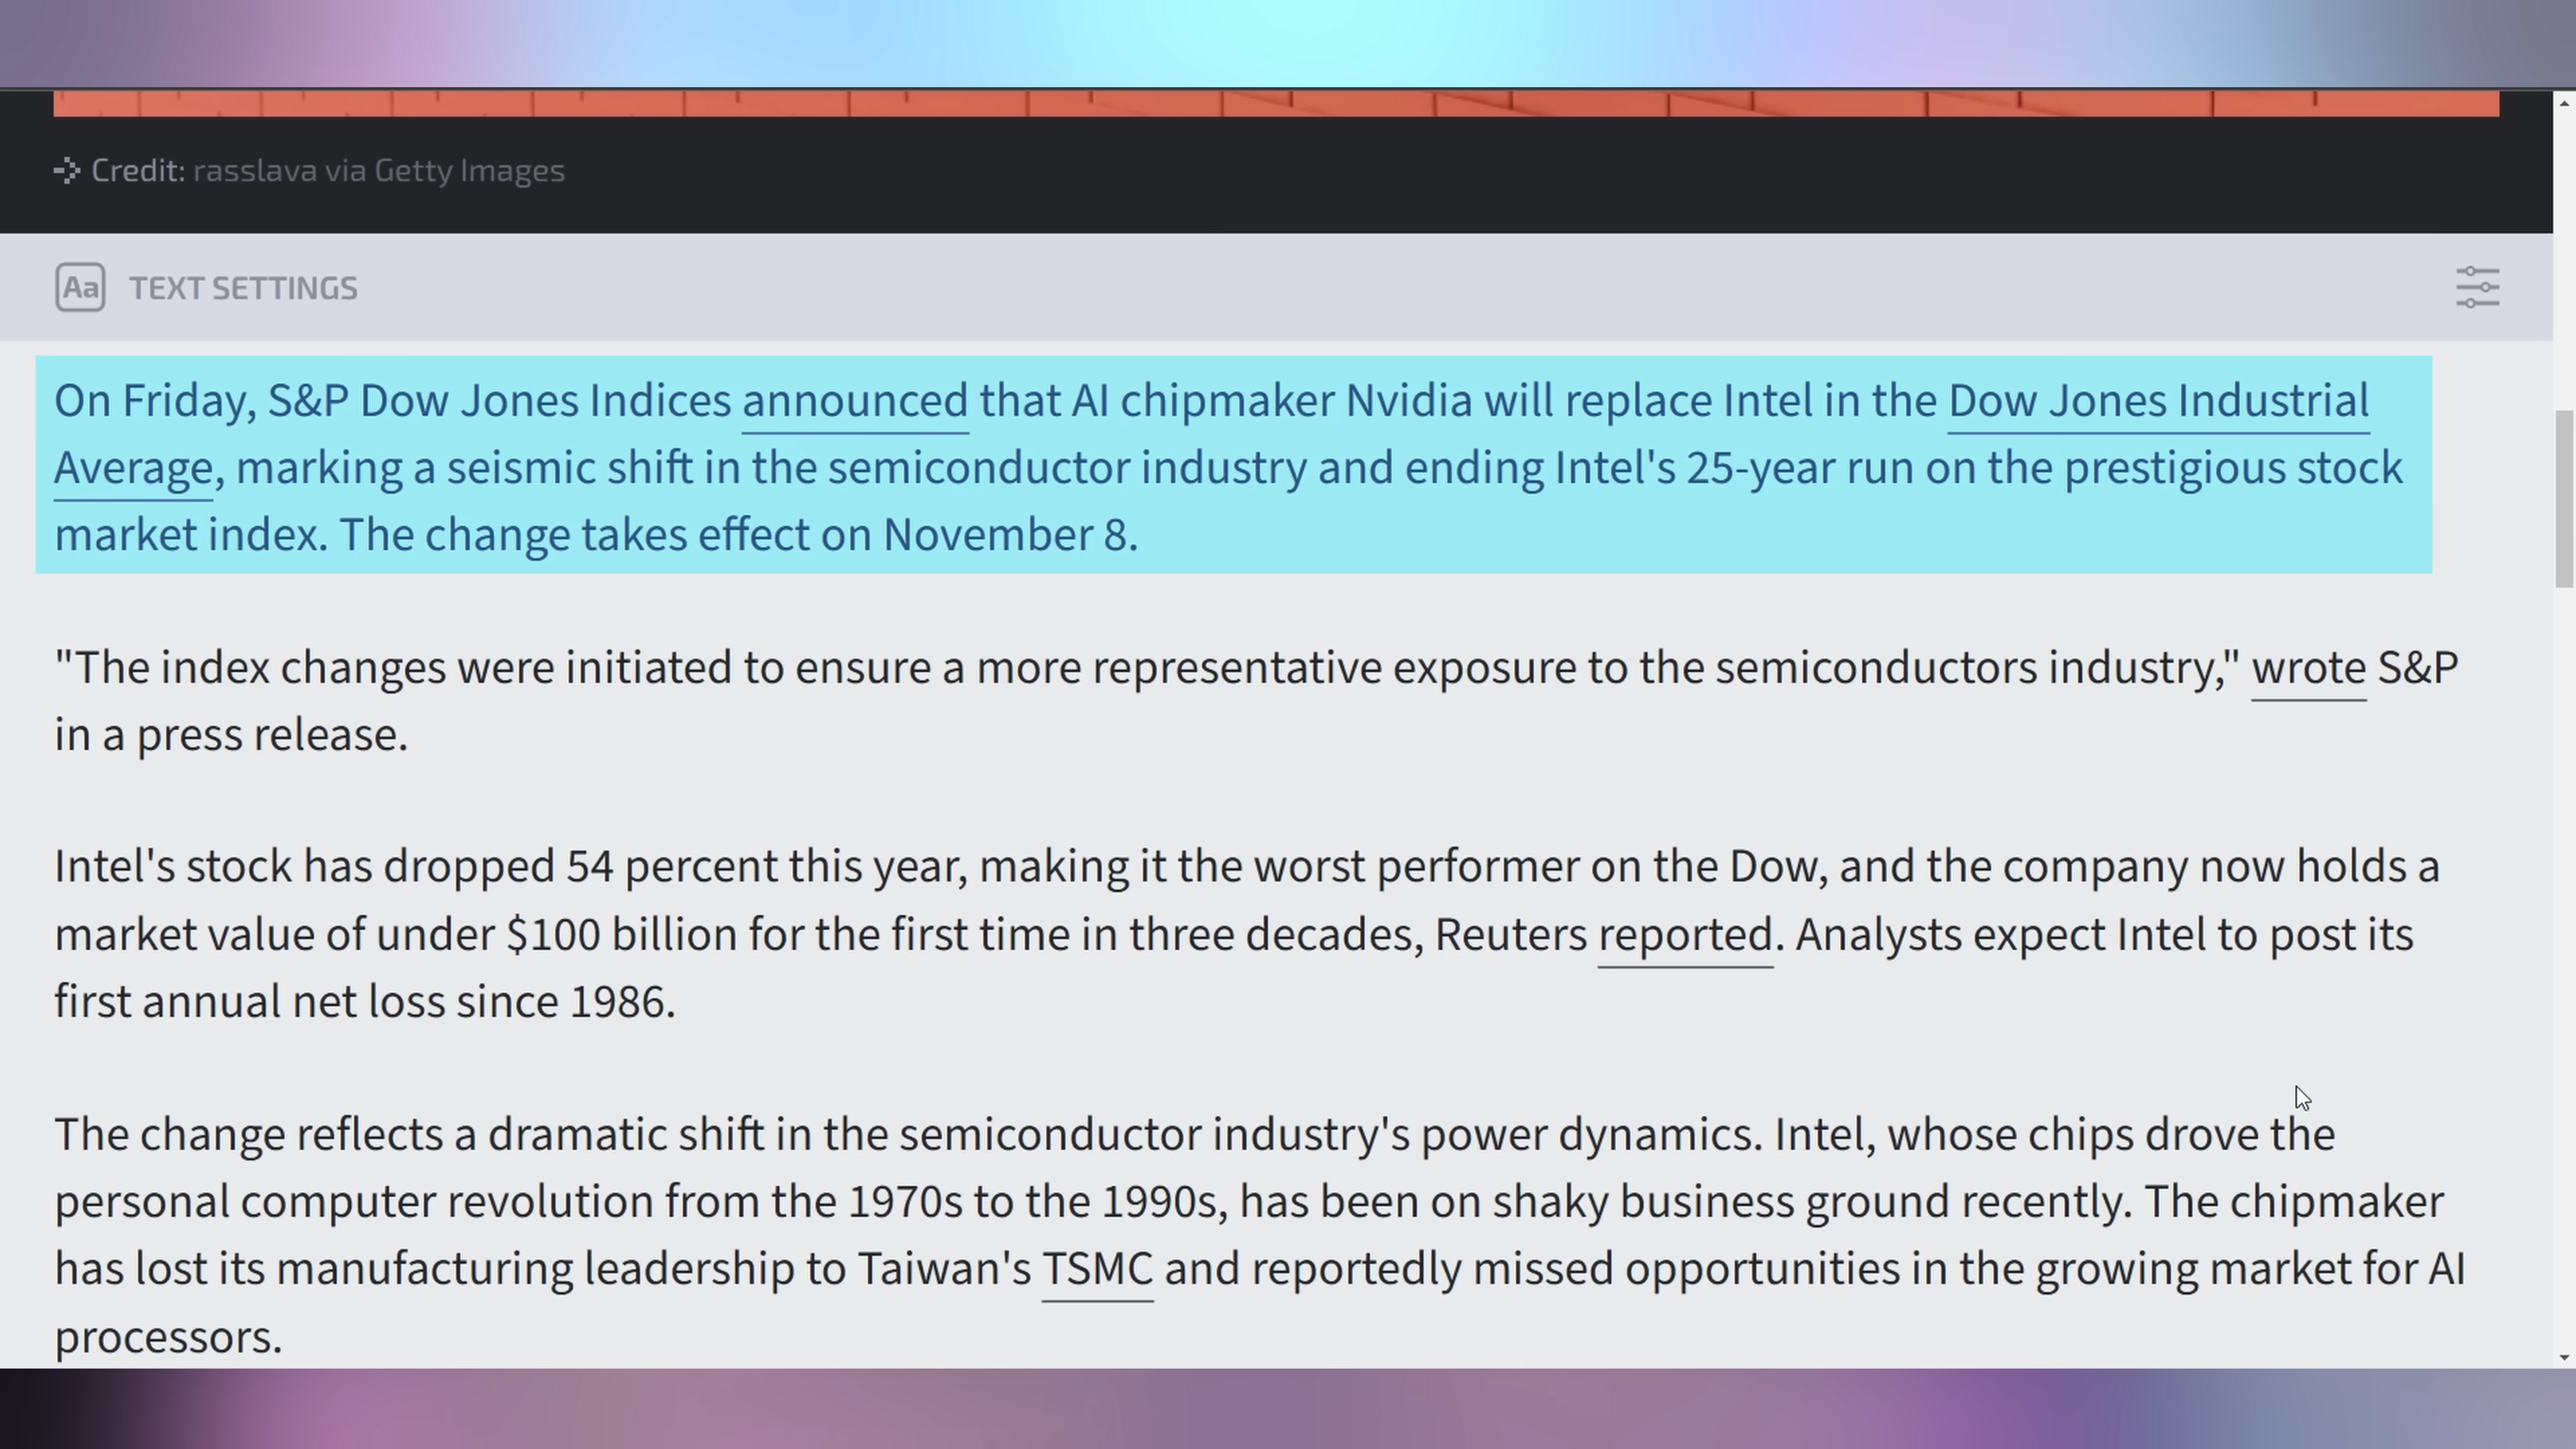 Credit: rasslava via Getty Images
Aa TEXT SETTINGS
On Friday, S&P Dow Jones Indices announced that AI chipmaker Nvidia will replace Intel in the Dow Jones Industrial
Average, marking a seismic shift in the semiconductor industry and ending Intel's 25-year run on the prestigious stock
market index. The change takes effect on November 8.
"The index changes were initiated to ensure a more representative exposure to the semiconductors industry," wrote S&P
in a press release.
Intel's stock has dropped 54 percent this year, making it the worst performer on the Dow, and the company now holds a
market value of under $100 billion for the first time in three decades, Reuters reported. Analysts expect Intel to post its
first annual net loss since 1986.
The change reflects a dramatic shift in the semiconductor industry's power dynamics. Intel, whose chips drove the
personal computer revolution from the 1970s to the 1990s, has been on shaky business ground recently. The chipmaker
has lost its manufacturing leadership to Taiwan's TSMC and reportedly missed opportunities in the growing market for AI
processors.